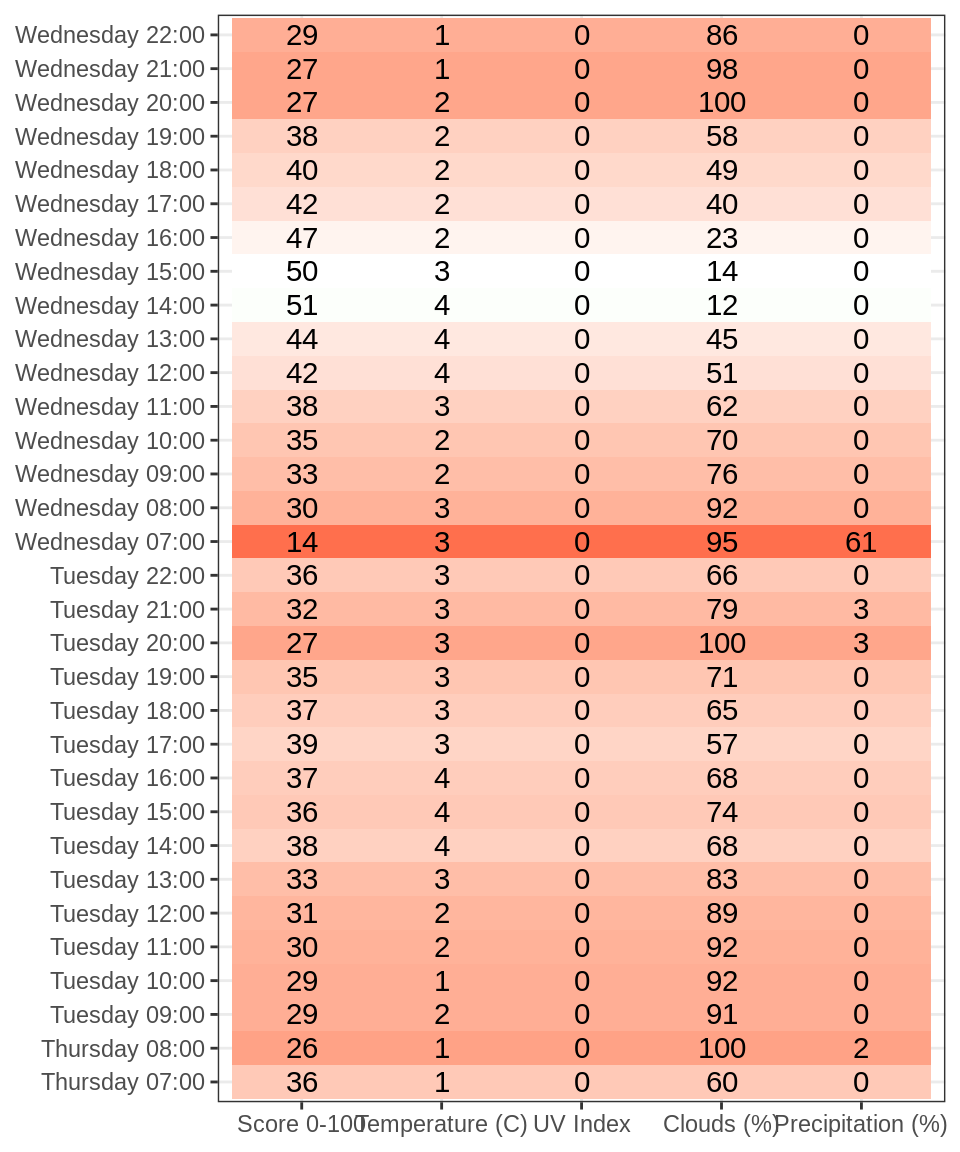 Wednesday 22:00 29 1 0 86 0
Wednesday 21:00 27 1 0 98 0
Wednesday 20:00 27 2 0 100 0
Wednesday 19:00 38 2 0 58 0
Wednesday 18:00 40 2 0 49 0
Wednesday 17:00 42 2 0 40 0
Wednesday 16:00 47 2 0 23 0
Wednesday 15:00 50 3 0 14 0
Wednesday 14:00 51 4 0 12 0
Wednesday 13:00 44 4 0 45 0
Wednesday 12:00 42 4 0 51 0
Wednesday 11:00 38 3 0 62 0
Wednesday 10:00 35 2 0 70 0
Wednesday 09:00 33 2 0 76 0
Wednesday 08:00 30 3 0 92 0
Wednesday 07:00 14 3 0 95 61
Tuesday 22:00 36 3 0 66 0
Tuesday 21:00 32 3 0 79 3
Tuesday 20:00 27 3 0 100 3
Tuesday 19:00 35 3 0 71 0
Tuesday 18:00 37 3 0 65 0
Tuesday 17:00 39 3 0 57 0
Tuesday 16:00 37 4 0 68 0
Tuesday 15:00 36 4 0 74 0
Tuesday 14:00 38 4 0 68 0
Tuesday 13:00 33 3 0 83 0
Tuesday 12:00 31 2 0 89 0
Tuesday 11:00 30 2 0 92 0
Tuesday 10:00 29 1 0 92 0
Tuesday 09:00 29 2 0 91 0
Thursday 08:00 26 1 0 100 2
Thursday 07:00 36 1 0 60 0
Score 0-100 Temperature (C) UV Index Clouds (%) Precipitation (%)